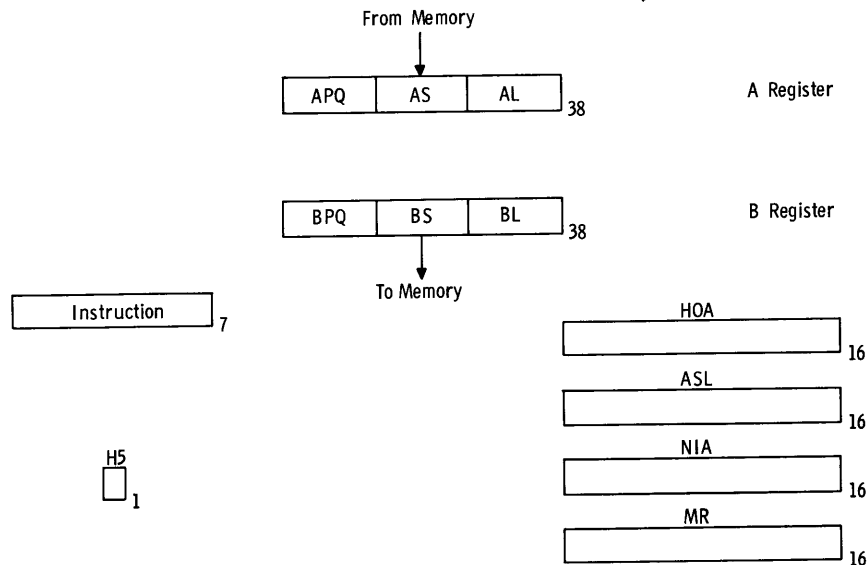 From Memory
APQ AS AL 38 A Register
BPQ BS BL 38 B Register
To Memory
Instruction 7
HOA
16
ASL
16
H5
1
NIA
16
MR
16